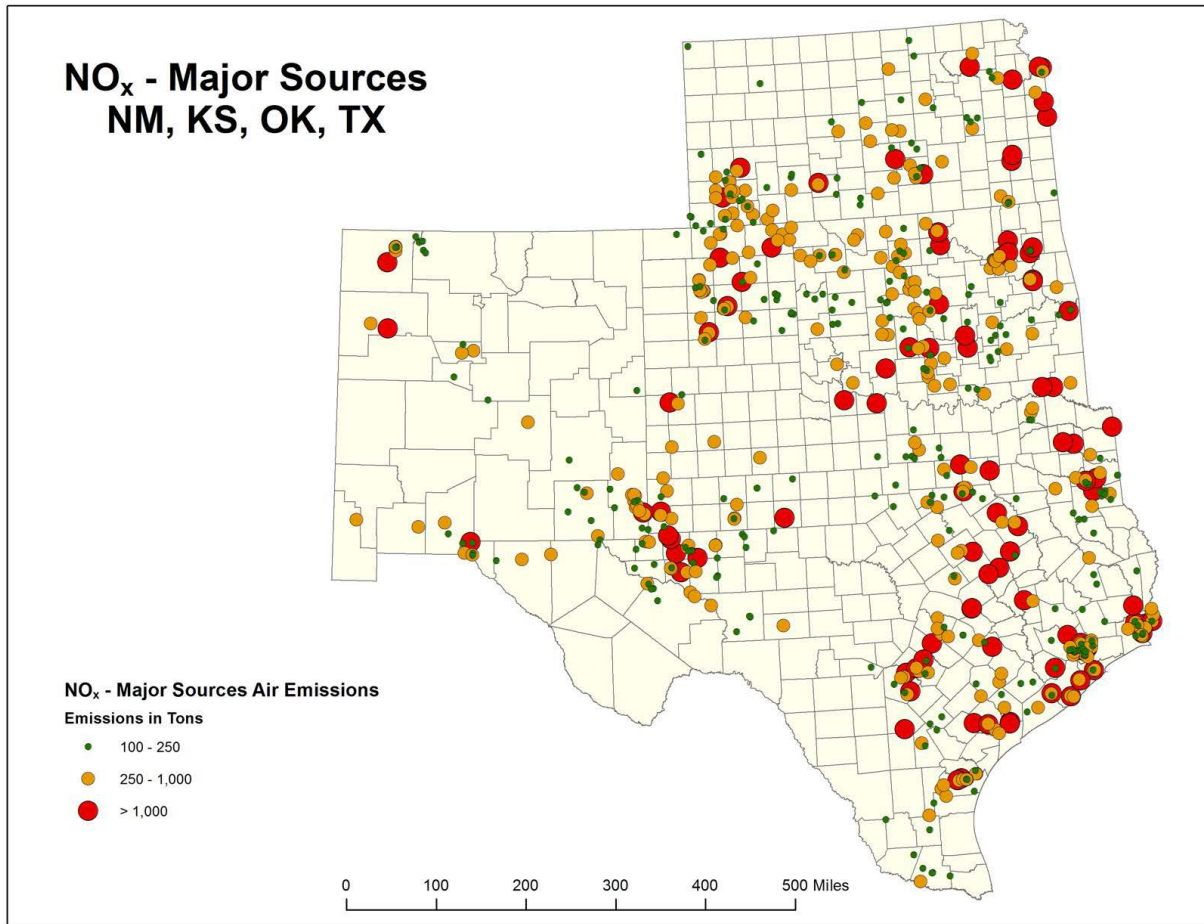 NOₓ - Major Sources
NM, KS, OK, TX
NOₓ - Major Sources Air Emissions
Emissions in Tons
100 - 250
250 - 1,000
> 1,000
0 100 200 300 400 500 Miles